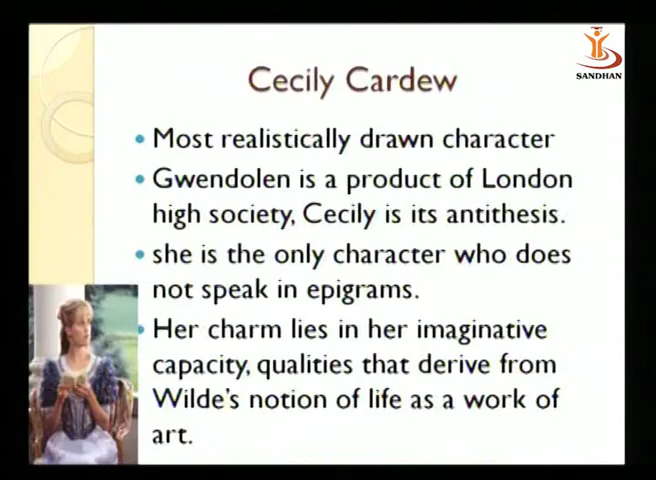 SANDHAN
Cecily Cardew
• Most realistically drawn character
• Gwendolen is a product of London
high society, Cecily is its antithesis.
• she is the only character who does
not speak in epigrams.
• Her charm lies in her imaginative
capacity, qualities that derive from
Wilde's notion of life as a work of
art.